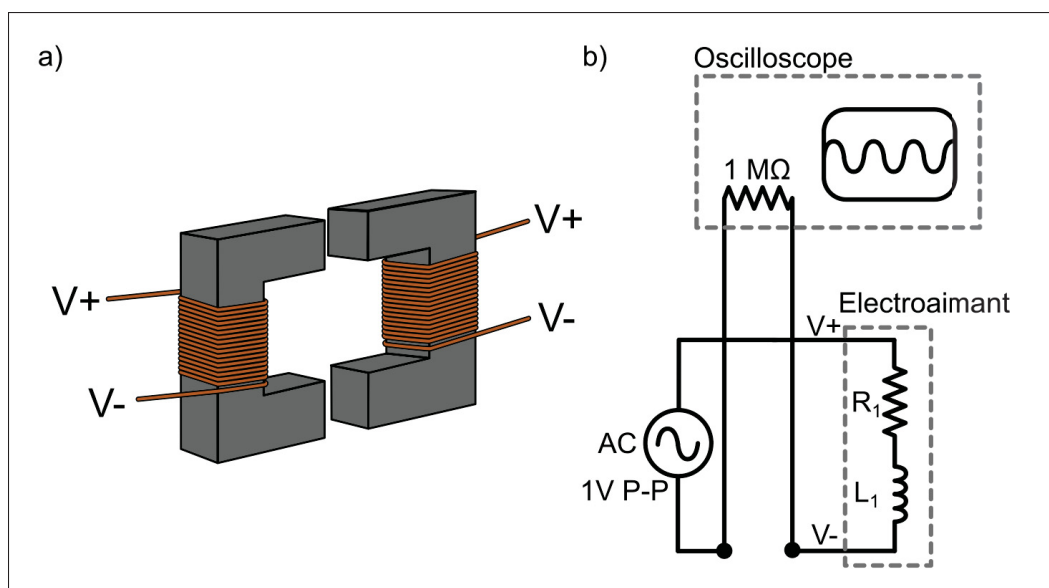 a)
V+
V-
V+
V-
b)
Oscilloscope
1 MΩ
Electroaimant
V+
R₁
AC
1V P-P
L₁
V-